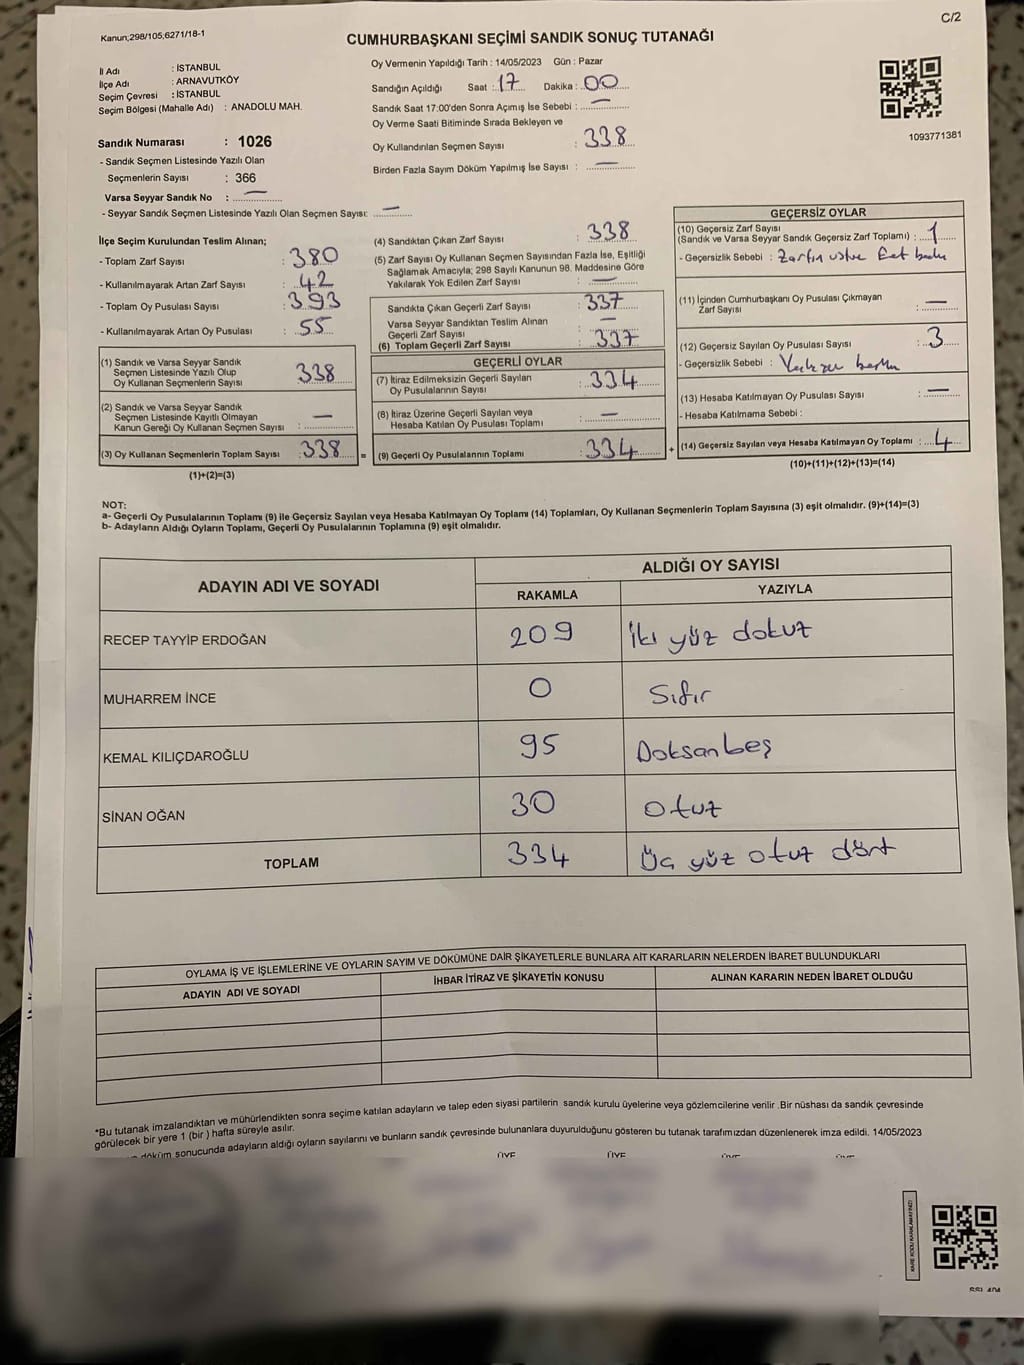 C/2
Kanun;298/105;6271/18-1
CUMHURBAŞKANI SEÇİMİ SANDIK SONUÇ TUTANAĞI
İl Adı : İSTANBUL
İlçe Adı : ARNAVUTKÖY
Seçim Çevresi : İSTANBUL
Seçim Bölgesi (Mahalle Adı) : ANADOLU MAH.
Sandık Numarası : 1026
- Sandık Seçmen Listesinde Yazılı Olan
Seçmenlerin Sayısı : 366
Varsa Seyyar Sandık No : —
- Seyyar Sandık Seçmen Listesinde Yazılı Olan Seçmen Sayısı: —
Oy Vermenin Yapıldığı Tarih : 14/05/2023 Gün : Pazar
Sandığın Açıldığı Saat : 17 Dakika : 00
Sandık Saat 17:00'den Sonra Açımış İse Sebebi : —
Oy Verme Saati Bitiminde Sırada Bekleyen ve
Oy Kullandırılan Seçmen Sayısı : 338
Birden Fazla Sayım Döküm Yapılmış İse Sayısı : —
1093771381
İlçe Seçim Kurulundan Teslim Alınan;
- Toplam Zarf Sayısı : 380
- Kullanılmayarak Artan Zarf Sayısı : 42
- Toplam Oy Pusulası Sayısı : 393
- Kullanılmayarak Artan Oy Pusulası : 55
(1) Sandık ve Varsa Seyyar Sandık
Seçmen Listesinde Yazılı Olup
Oy Kullanan Seçmenlerin Sayısı : 338
(2) Sandık ve Varsa Seyyar Sandık
Seçmen Listesinde Kayıtlı Olmayan
Kanun Gereği Oy Kullanan Seçmen Sayısı : —
(3) Oy Kullanan Seçmenlerin Toplam Sayısı : 338 =
(1)+(2)=(3)
(4) Sandıktan Çıkan Zarf Sayısı : 338
(5) Zarf Sayısı Oy Kullanan Seçmen Sayısından Fazla İse, Eşitliği
Sağlamak Amacıyla; 298 Sayılı Kanunun 98. Maddesine Göre
Yakılarak Yok Edilen Zarf Sayısı : —
Sandıkta Çıkan Geçerli Zarf Sayısı : 337
Varsa Seyyar Sandıktan Teslim Alınan
Geçerli Zarf Sayısı : —
(6) Toplam Geçerli Zarf Sayısı : 337
GEÇERLİ OYLAR
(7) İtiraz Edilmeksizin Geçerli Sayılan
Oy Pusulalarının Sayısı : 334
(8) İtiraz Üzerine Geçerli Sayılan veya
Hesaba Katılan Oy Pusulası Toplamı : —
(9) Geçerli Oy Pusulalarının Toplamı : 334 +
GEÇERSİZ OYLAR
(10) Geçersiz Zarf Sayısı
(Sandık ve Varsa Seyyar Sandık Geçersiz Zarf Toplamı) : 1
- Geçersizlik Sebebi : Zarfın
(11) İçinden Cumhurbaşkanı Oy Pusulası Çıkmayan
Zarf Sayısı : —
(12) Geçersiz Sayılan Oy Pusulası Sayısı : 3
- Geçersizlik Sebebi :
(13) Hesaba Katılmayan Oy Pusulası Sayısı : —
- Hesaba Katılmama Sebebi :
(14) Geçersiz Sayılan veya Hesaba Katılmayan Oy Toplamı : 4
(10)+(11)+(12)+(13)=(14)
NOT:
a- Geçerli Oy Pusulalarının Toplamı (9) ile Geçersiz Sayılan veya Hesaba Katılmayan Oy Toplamı (14) Toplamları, Oy Kullanan Seçmenlerin Toplam Sayısına (3) eşit olmalıdır. (9)+(14)=(3)
b- Adayların Aldığı Oyların Toplamı, Geçerli Oy Pusulalarının Toplamına (9) eşit olmalıdır.
ADAYIN ADI VE SOYADI
ALDIĞI OY SAYISI
RAKAMLA YAZIYLA
RECEP TAYYİP ERDOĞAN 209 İki yüz dokuz
MUHARREM İNCE 0 Sıfır
KEMAL KILIÇDAROĞLU 95 Doksan beş
SİNAN OĞAN 30 otuz
TOPLAM 334 Üç yüz otuz dört
OYLAMA İŞ VE İŞLEMLERİNE VE OYLARIN SAYIM VE DÖKÜMÜNE DAİR ŞİKAYETLERLE BUNLARA AİT KARARLARIN NELERDEN İBARET BULUNDUKLARI
ADAYIN ADI VE SOYADI İHBAR İTİRAZ VE ŞİKAYETİN KONUSU ALINAN KARARIN NEDEN İBARET OLDUĞU
*Bu tutanak imzalandıktan ve mühürlendikten sonra seçime katılan adayların ve talep eden siyasi partilerin sandık kurulu üyelerine veya gözlemcilerine verilir .Bir nüshası da sandık çevresinde
görülecek bir yere 1 (bir ) hafta süreyle asılır.
döküm sonucunda adayların aldığı oyların sayılarını ve bunların sandık çevresinde bulunanlara duyurulduğunu gösteren bu tutanak tarafımızdan düzenlenerek imza edildi. 14/05/2023
ÜYE ÜYE